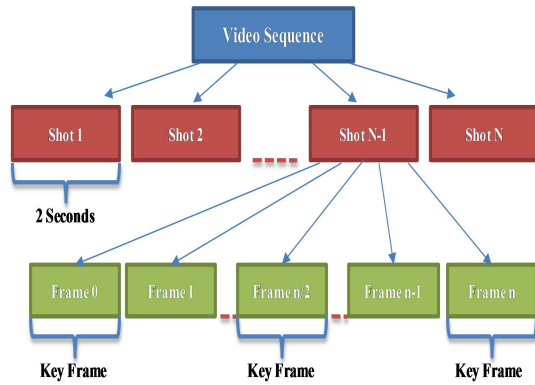 Video Sequence
Shot 1
Shot 2
Shot N-1
Shot N
2 Seconds
Frame 0
Frame 1
Frame n/2
Frame n-1
Frame n
Key Frame
Key Frame
Key Frame